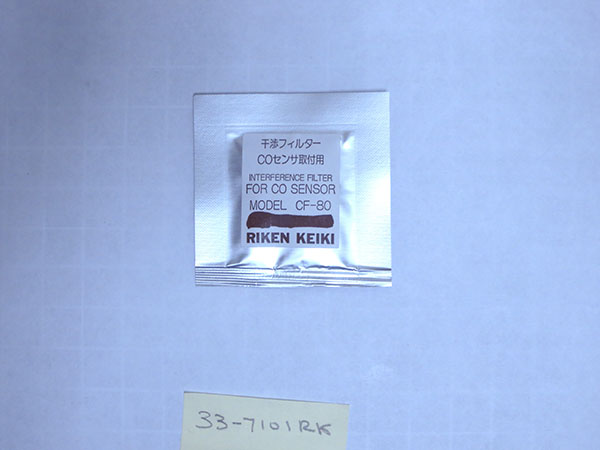 干渉フィルター
COセンサ取付用
INTERFERENCE FILTER
FOR CO SENSOR
MODEL CF-80
RIKEN KEIKI
33-7101RK